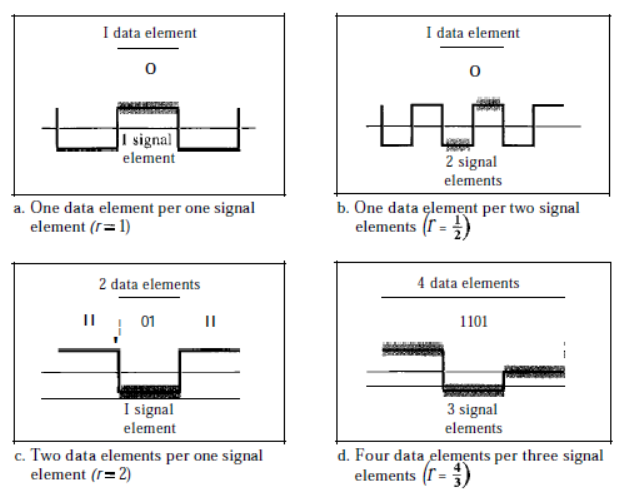 I data element
O
1 signal
element
a. One data element per one signal
element (r = 1)
I data element
O
2 signal
elements
b. One data element per two signal
elements (r = 1/2)
2 data elements
II 01 II
I signal
element
c. Two data elements per one signal
element (r = 2)
4 data elements
1101
3 signal
elements
d. Four data elements per three signal
elements (r = 4/3)